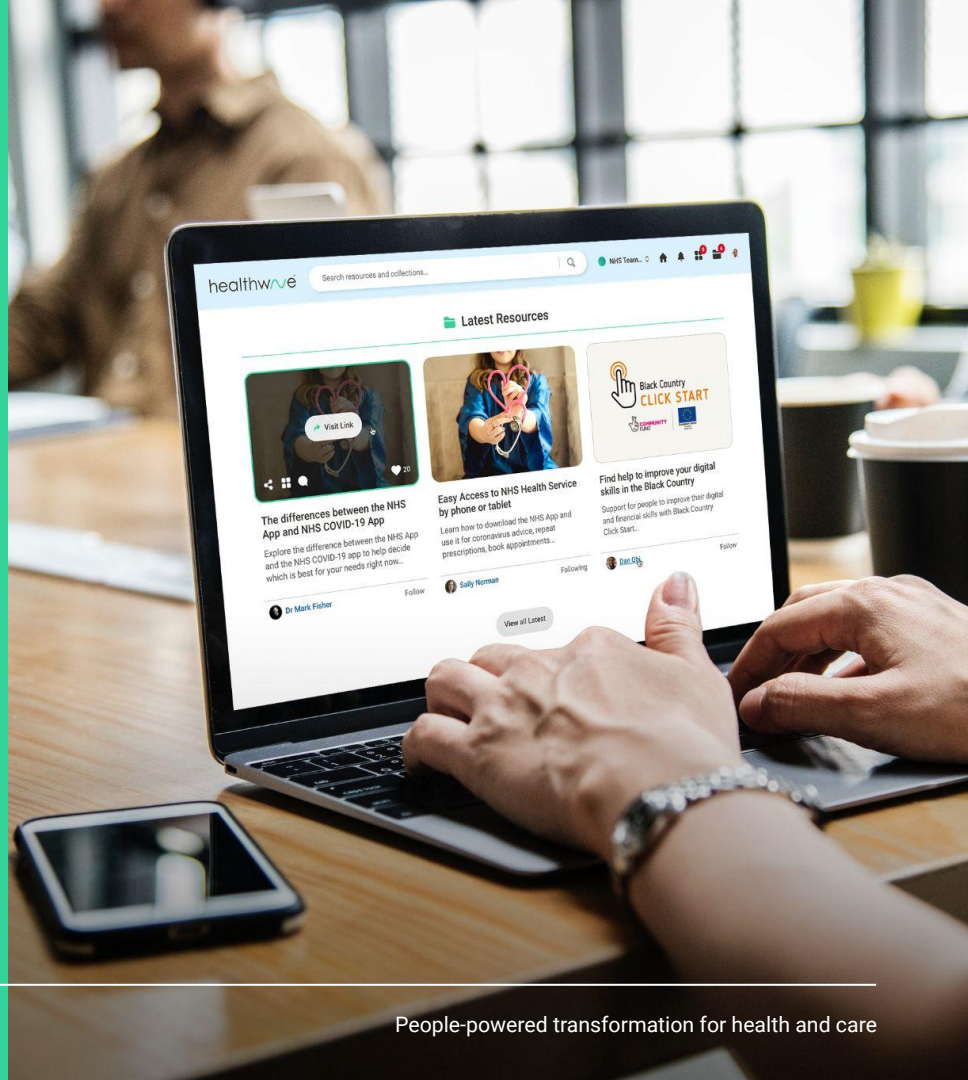 healthwave
Search resources and collections...
NHS Team...
Latest Resources
Visit Link
20
Black Country
CLICK START
COMMUNITY
FUND
The differences between the NHS
App and NHS COVID-19 App
Explore the difference between the NHS App
and the NHS COVID-19 app to help decide
which is best for your needs right now...
Dr Mark Fisher
Follow
Easy Access to NHS Health Service
by phone or tablet
Learn how to download the NHS App and
use it for coronavirus advice, repeat
prescriptions, book appointments...
Sally Norman
Following
Find help to improve your digital
skills in the Black Country
Support for people to improve their digital
and financial skills with Black Country
Click Start...
Dan Obi
Follow
View all Latest
caps lock
People-powered transformation for health and care